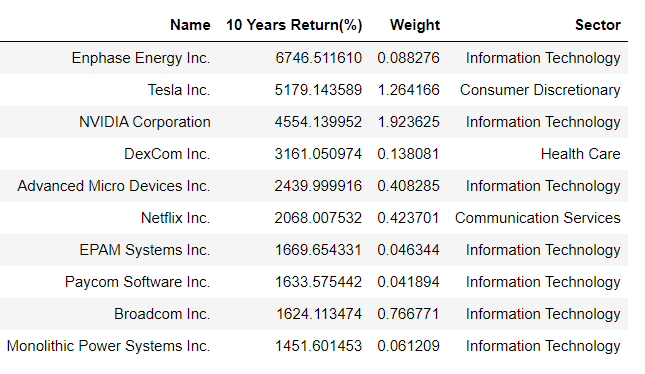 Name 10 Years Return(%) Weight Sector
Enphase Energy Inc. 6746.511610 0.088276 Information Technology
Tesla Inc. 5179.143589 1.264166 Consumer Discretionary
NVIDIA Corporation 4554.139952 1.923625 Information Technology
DexCom Inc. 3161.050974 0.138081 Health Care
Advanced Micro Devices Inc. 2439.999916 0.408285 Information Technology
Netflix Inc. 2068.007532 0.423701 Communication Services
EPAM Systems Inc. 1669.654331 0.046344 Information Technology
Paycom Software Inc. 1633.575442 0.041894 Information Technology
Broadcom Inc. 1624.113474 0.766771 Information Technology
Monolithic Power Systems Inc. 1451.601453 0.061209 Information Technology